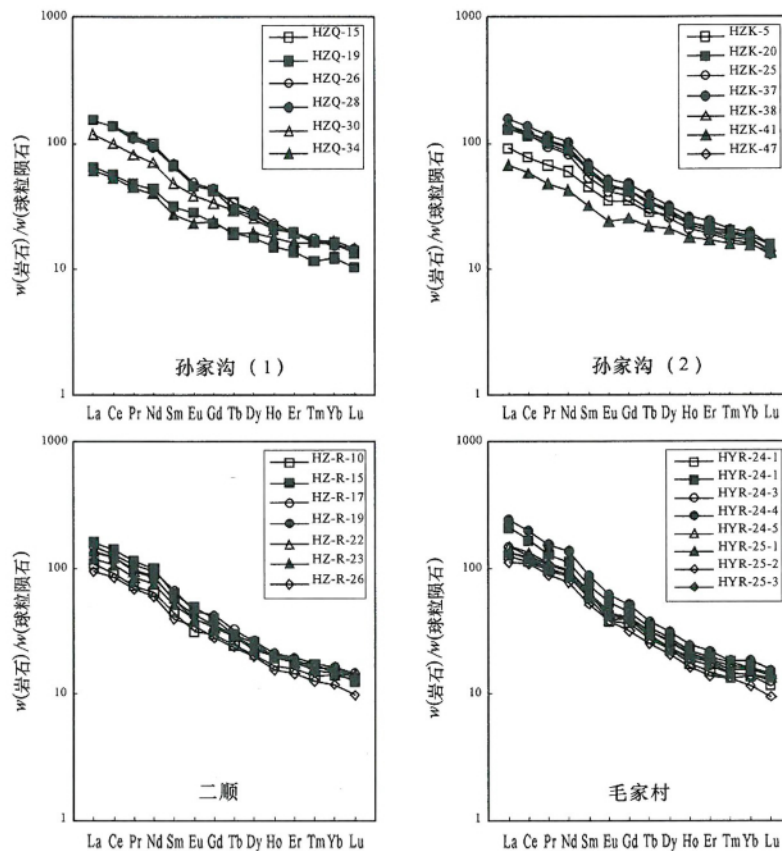 1000
100
10
1
w(岩石)/w(球粒陨石)
HZQ-15
HZQ-19
HZQ-26
HZQ-28
HZQ-30
HZQ-34
孙家沟（1）
La Ce Pr Nd Sm Eu Gd Tb Dy Ho Er Tm Yb Lu
1000
100
10
1
w(岩石)/w(球粒陨石)
HZK-5
HZK-20
HZK-25
HZK-37
HZK-38
HZK-41
HZK-47
孙家沟（2）
La Ce Pr Nd Sm Eu Gd Tb Dy Ho Er Tm Yb Lu
1000
100
10
1
w(岩石)/w(球粒陨石)
HZ-R-10
HZ-R-15
HZ-R-17
HZ-R-19
HZ-R-22
HZ-R-23
HZ-R-26
二顺
La Ce Pr Nd Sm Eu Gd Tb Dy Ho Er Tm Yb Lu
1000
100
10
1
w(岩石)/w(球粒陨石)
HYR-24-1
HYR-24-1
HYR-24-3
HYR-24-4
HYR-24-5
HYR-25-1
HYR-25-2
HYR-25-3
毛家村
La Ce Pr Nd Sm Eu Gd Tb Dy Ho Er Tm Yb Lu